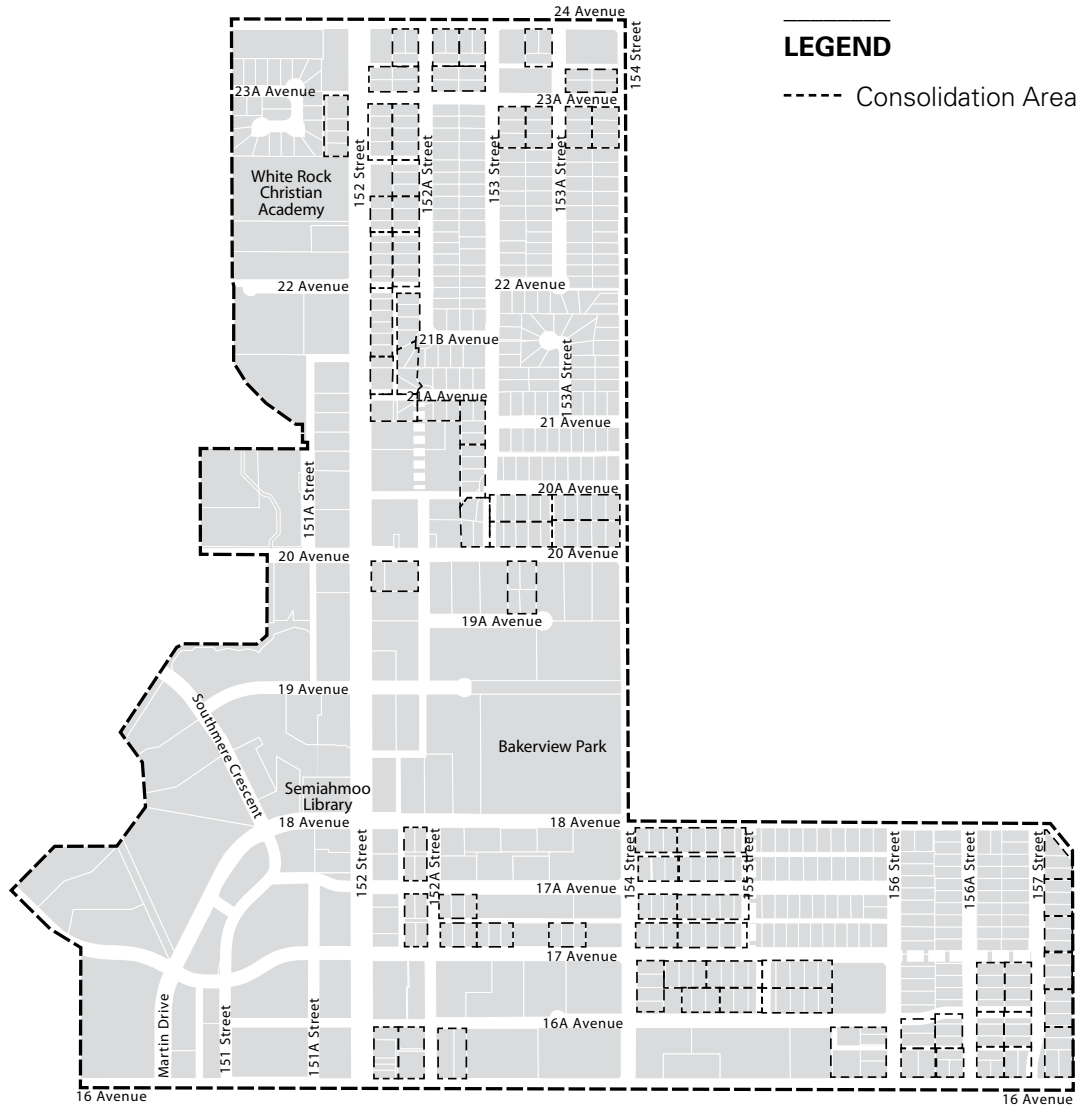 24 Avenue
154 Street
LEGEND
Consolidation Area
23A Avenue
23A Avenue
152 Street
152A Street
153 Street
153A Street
White Rock
Christian
Academy
22 Avenue
22 Avenue
21B Avenue
153A Street
21A Avenue
21 Avenue
151A Street
20A Avenue
20 Avenue
20 Avenue
19A Avenue
19 Avenue
Southmere Crescent
Bakerview Park
Semiahmoo
Library
18 Avenue
18 Avenue
152 Street
152A Street
154 Street
155 Street
156 Street
156A Street
157 Street
17A Avenue
17 Avenue
16A Avenue
Martin Drive
151 Street
151A Street
16 Avenue
16 Avenue